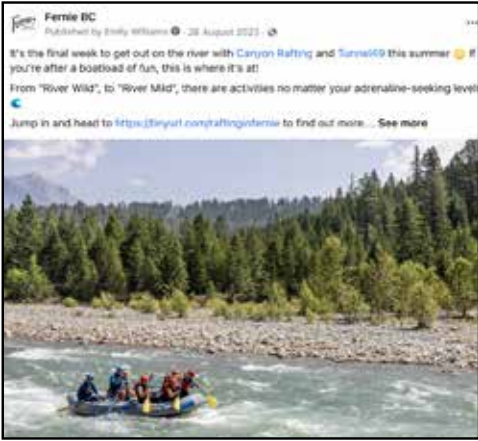 Fernie BC
Published by Emily Williams · 28 August 2023 ·
It's the final week to get out on the river with Canyon Rafting and Tunnel49 this summer 😊 If
you're after a boatload of fun, this is where it's at!
From "River Wild", to "River Mild", there are activities no matter your adrenaline-seeking level
🌊
Jump in and head to https://tinyurl.com/raftinginfernie to find out more... See more